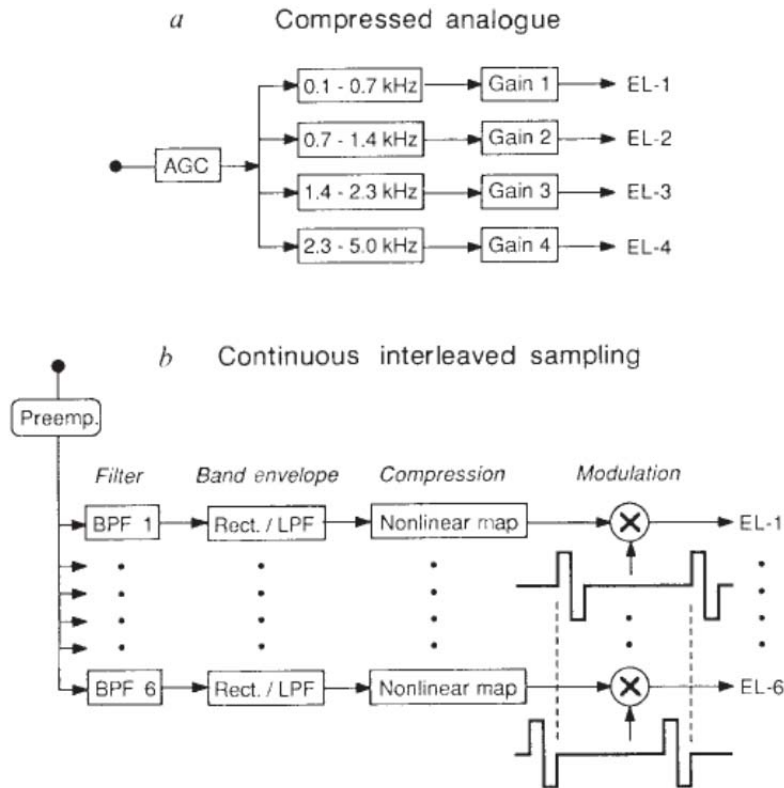 a Compressed analogue
0.1 - 0.7 kHz Gain 1 EL-1
0.7 - 1.4 kHz Gain 2 EL-2
AGC
1.4 - 2.3 kHz Gain 3 EL-3
2.3 - 5.0 kHz Gain 4 EL-4
b Continuous interleaved sampling
Preemp.
Filter Band envelope Compression Modulation
BPF 1 Rect. / LPF Nonlinear map EL-1
BPF 6 Rect. / LPF Nonlinear map EL-6